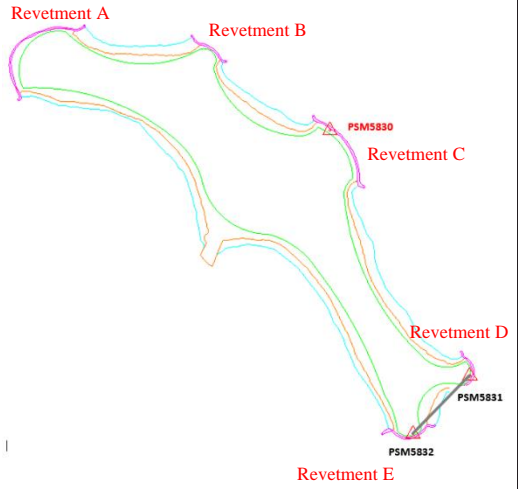 Revetment A
Revetment B
PSM5830
Revetment C
Revetment D
PSM5831
PSM5832
Revetment E